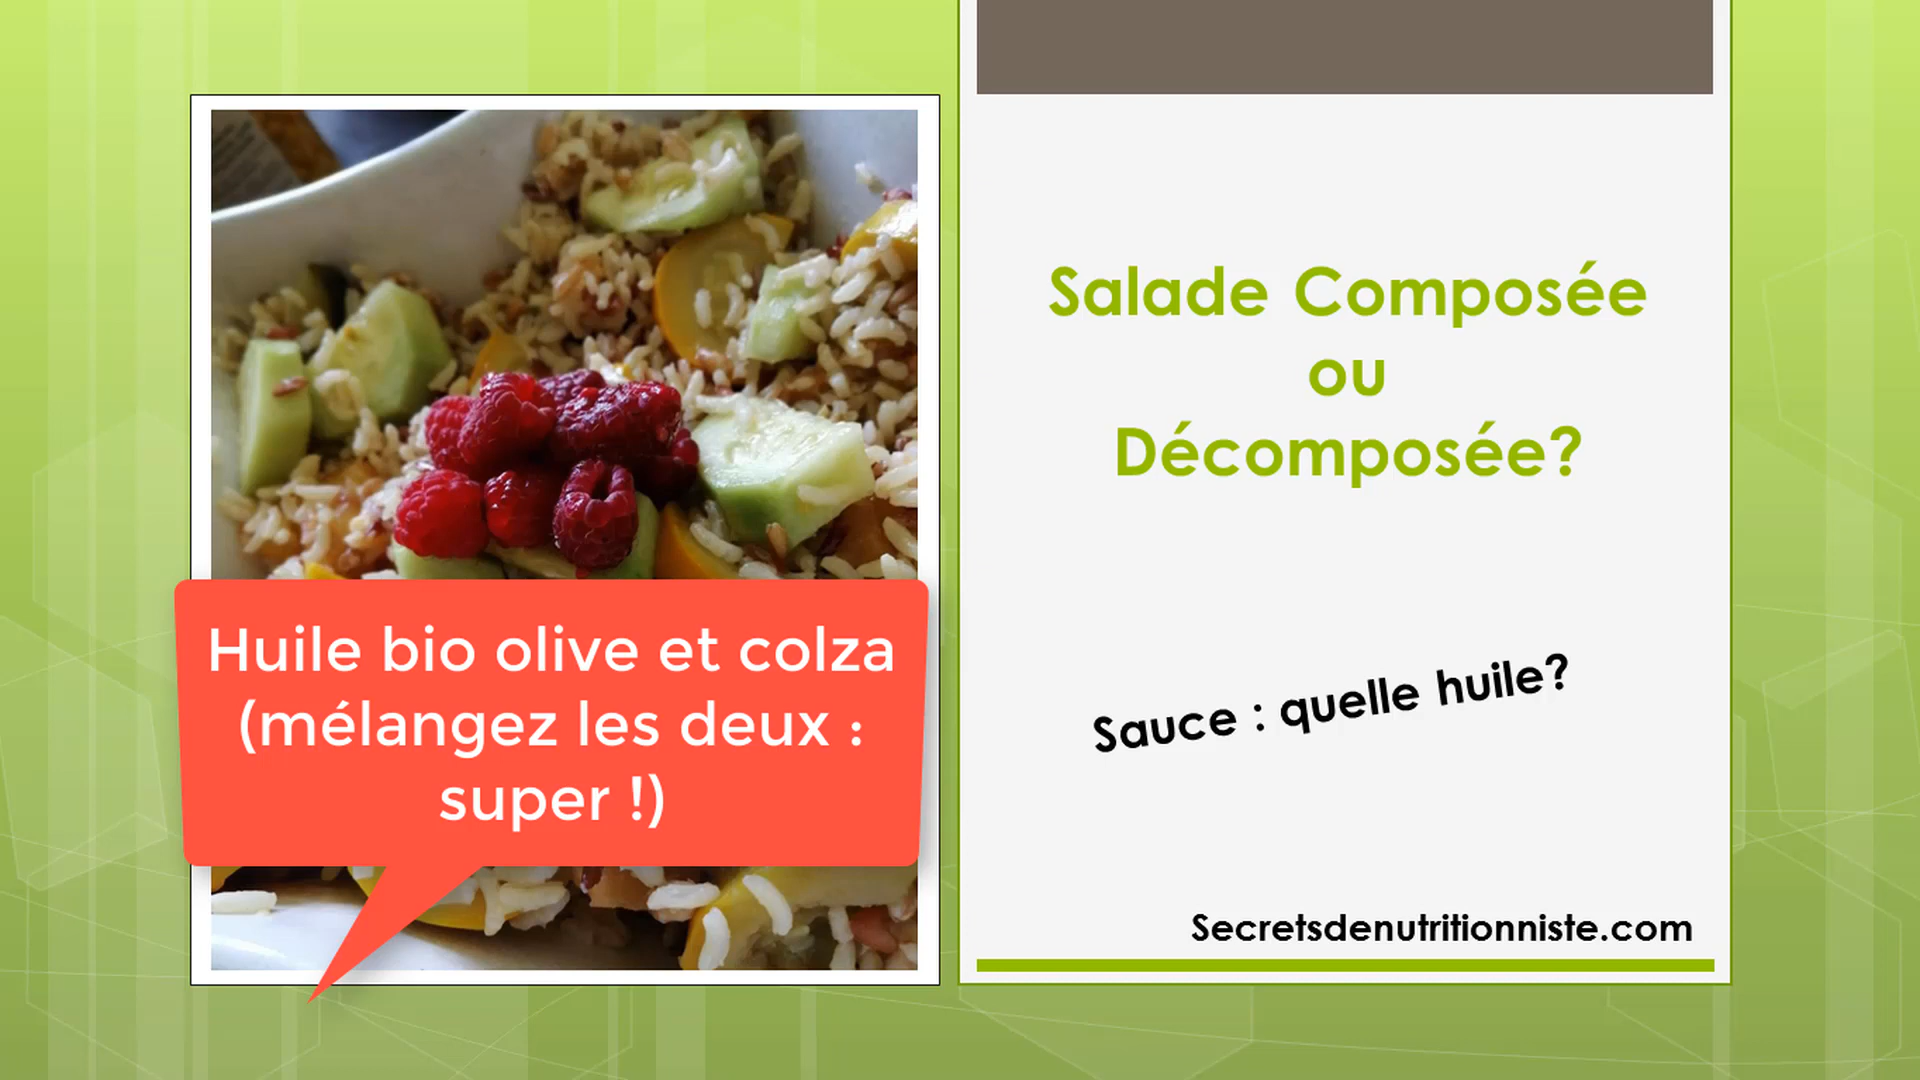 Salade Composée
ou
Décomposée?
Huile bio olive et colza
(mélangez les deux :
super !)
Sauce : quelle huile?
Secretsdenutritionniste.com